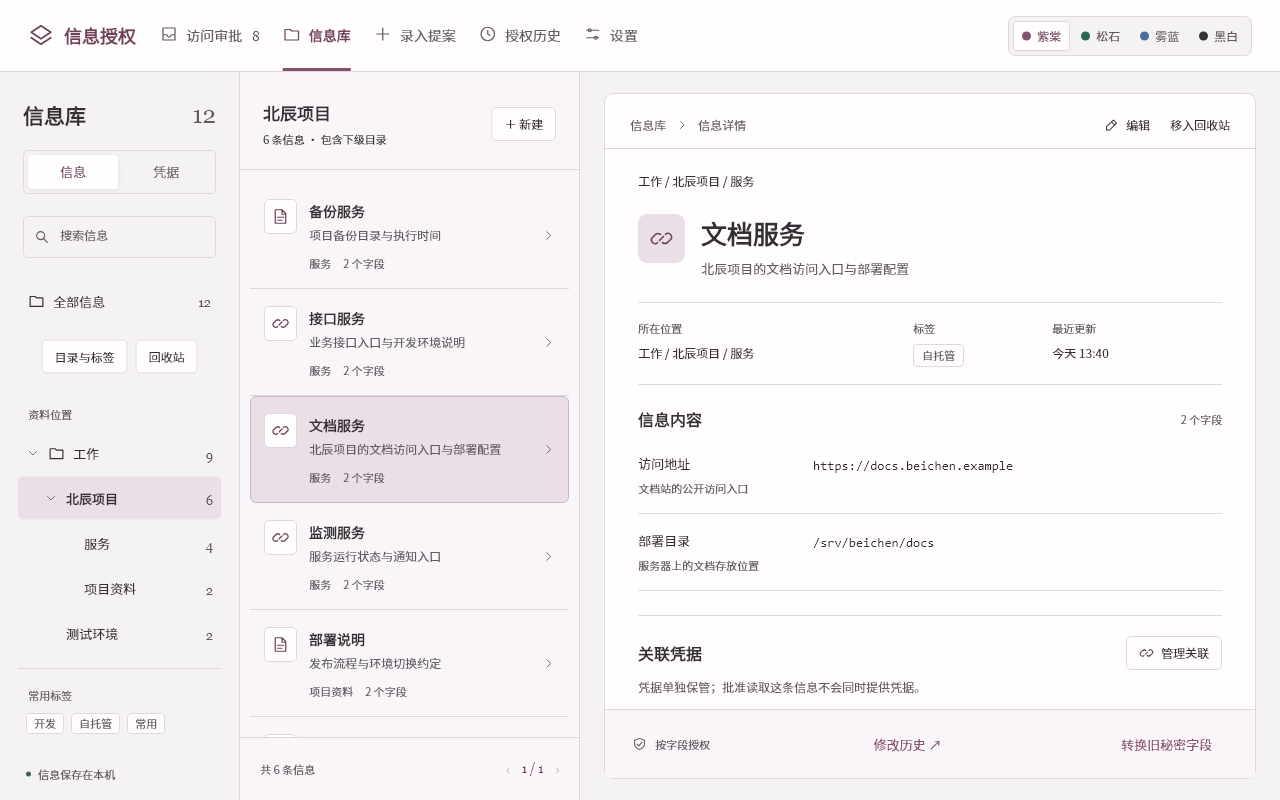 信息授权
访问审批 8
信息库
录入提案
授权历史
设置
紫棠
松石
雾蓝
黑白
信息库 12
信息
凭据
搜索信息
全部信息 12
目录与标签
回收站
资料位置
工作 9
北辰项目 6
服务 4
项目资料 2
测试环境 2
常用标签
开发
自托管
常用
信息保存在本机
北辰项目
6 条信息 · 包含下级目录
新建
备份服务
项目备份目录与执行时间
服务 2 个字段
接口服务
业务接口入口与开发环境说明
服务 2 个字段
文档服务
北辰项目的文档访问入口与部署配置
服务 2 个字段
监测服务
服务运行状态与通知入口
服务 2 个字段
部署说明
发布流程与环境切换约定
项目资料 2 个字段
共 6 条信息
‹ 1 / 1 ›
信息库 > 信息详情
编辑
移入回收站
工作 / 北辰项目 / 服务
文档服务
北辰项目的文档访问入口与部署配置
所在位置
工作 / 北辰项目 / 服务
标签
自托管
最近更新
今天 13:40
信息内容
2 个字段
访问地址
https://docs.beichen.example
文档站的公开访问入口
部署目录
/srv/beichen/docs
服务器上的文档存放位置
关联凭据
管理关联
凭据单独保管；批准读取这条信息不会同时提供凭据。
按字段授权
修改历史 ↗
转换旧秘密字段